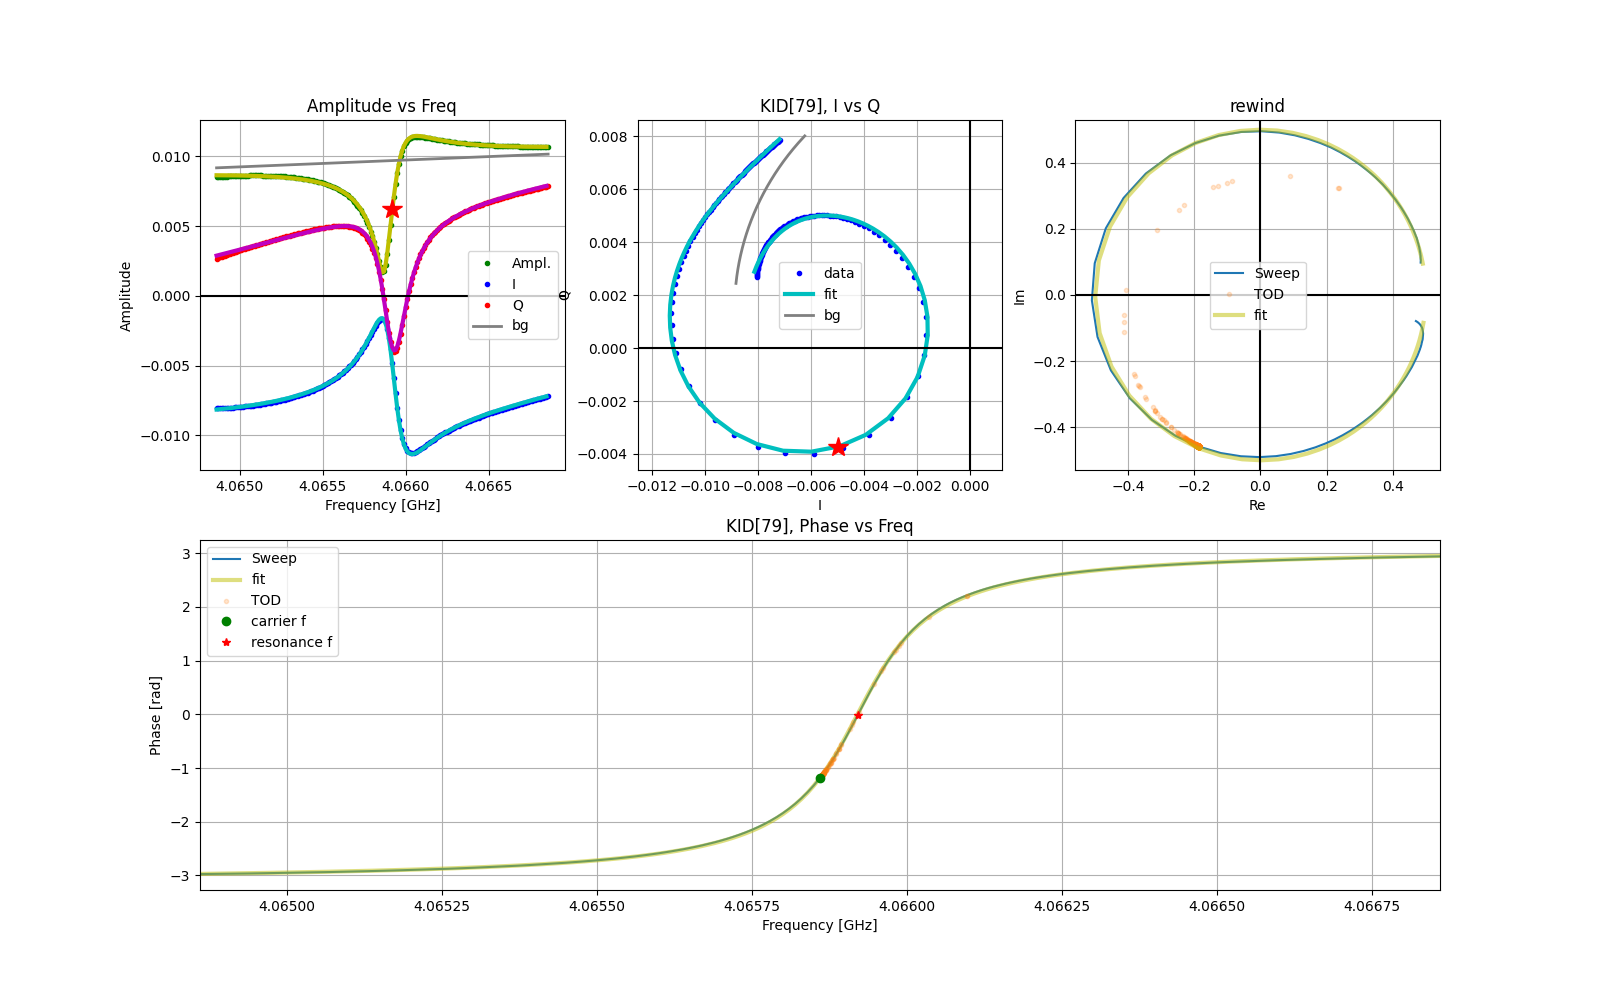 Amplitude vs Freq
Amplitude
0.010
0.005
0.000
−0.005
−0.010
4.0650 4.0655 4.0660 4.0665
Frequency [GHz]
Ampl.
I
Q
bg
KID[79], I vs Q
Q
0.008
0.006
0.004
0.002
0.000
−0.002
−0.004
−0.012 −0.010 −0.008 −0.006 −0.004 −0.002 0.000
I
data
fit
bg
rewind
Im
0.4
0.2
0.0
−0.2
−0.4
−0.4 −0.2 0.0 0.2 0.4
Re
Sweep
TOD
fit
KID[79], Phase vs Freq
Phase [rad]
3
2
1
0
−1
−2
−3
4.06500 4.06525 4.06550 4.06575 4.06600 4.06625 4.06650 4.06675
Frequency [GHz]
Sweep
fit
TOD
carrier f
resonance f